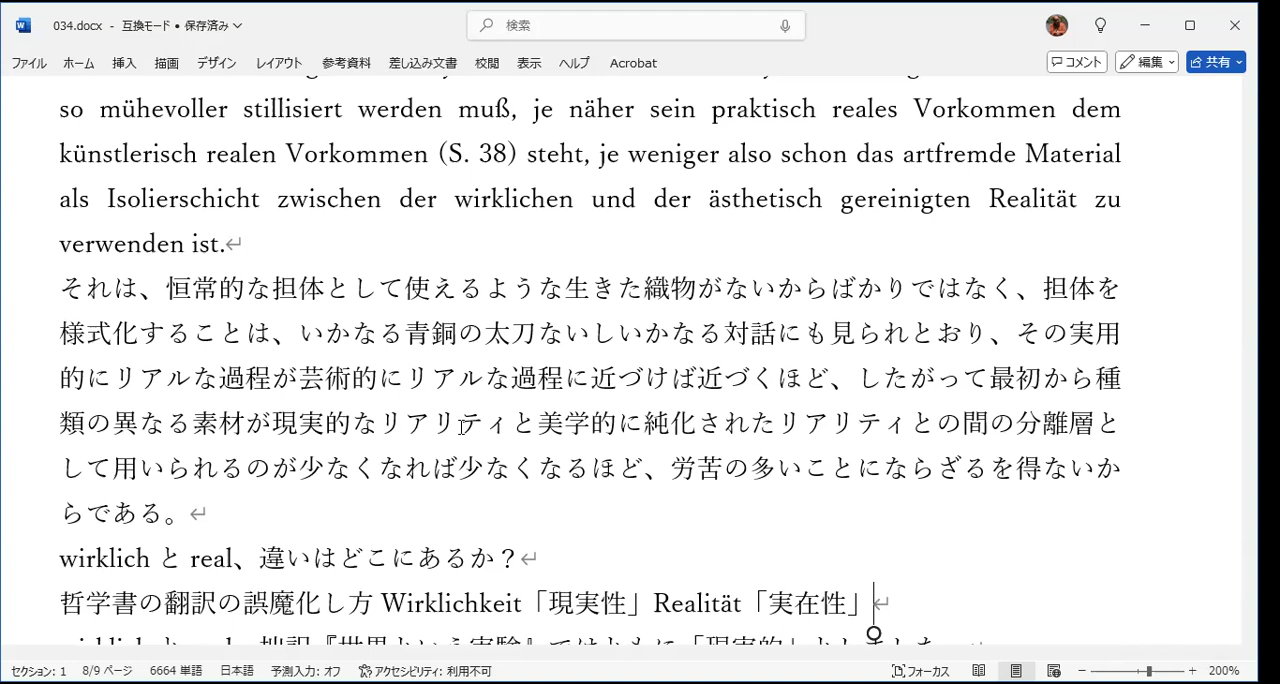 034.docx - 互換モード • 保存済み
検索
ファイル ホーム 挿入 描画 デザイン レイアウト 参考資料 差し込み文書 校閲 表示 ヘルプ Acrobat コメント 編集 共有
so mühevoller stillisiert werden muß, je näher sein praktisch reales Vorkommen dem
künstlerisch realen Vorkommen (S. 38) steht, je weniger also schon das artfremde Material
als Isolierschicht zwischen der wirklichen und der ästhetisch gereinigten Realität zu
verwenden ist.
それは、恒常的な担体として使えるような生きた織物がないからばかりではなく、担体を
様式化することは、いかなる青銅の太刀ないしいかなる対話にも見られとおり、その実用
的にリアルな過程が芸術的にリアルな過程に近づけば近づくほど、したがって最初から種
類の異なる素材が現実的なリアリティと美学的に純化されたリアリティとの間の分離層と
して用いられるのが少なくなれば少なくなるほど、労苦の多いことにならざるを得ないか
らである。
wirklich と real、違いはどこにあるか？
哲学書の翻訳の誤魔化し方 Wirklichkeit「現実性」Realität「実在性」
セクション: 1 8/9 ページ 6664 単語 日本語 予測入力: オフ アクセシビリティ: 利用不可 フォーカス 200%